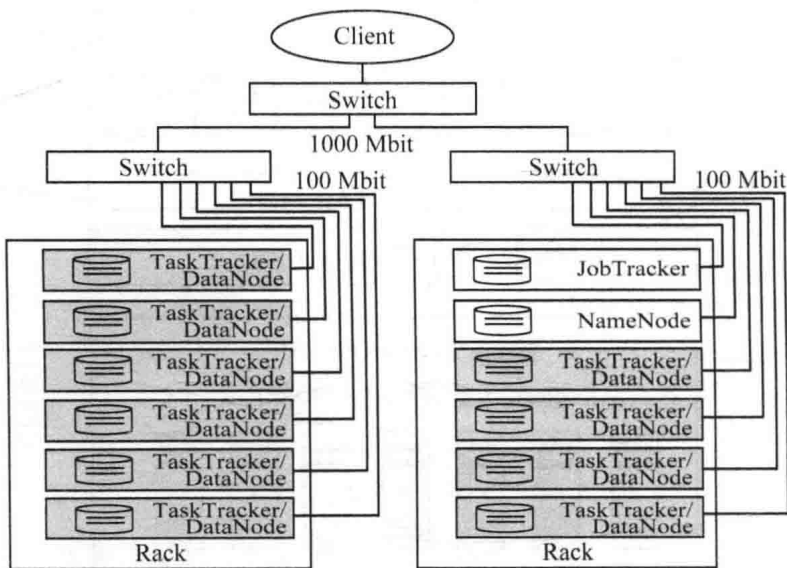 Client
Switch
1000 Mbit
Switch
100 Mbit
TaskTracker/
DataNode
TaskTracker/
DataNode
TaskTracker/
DataNode
TaskTracker/
DataNode
TaskTracker/
DataNode
TaskTracker/
DataNode
Rack
Switch
100 Mbit
JobTracker
NameNode
TaskTracker/
DataNode
TaskTracker/
DataNode
TaskTracker/
DataNode
TaskTracker/
DataNode
Rack